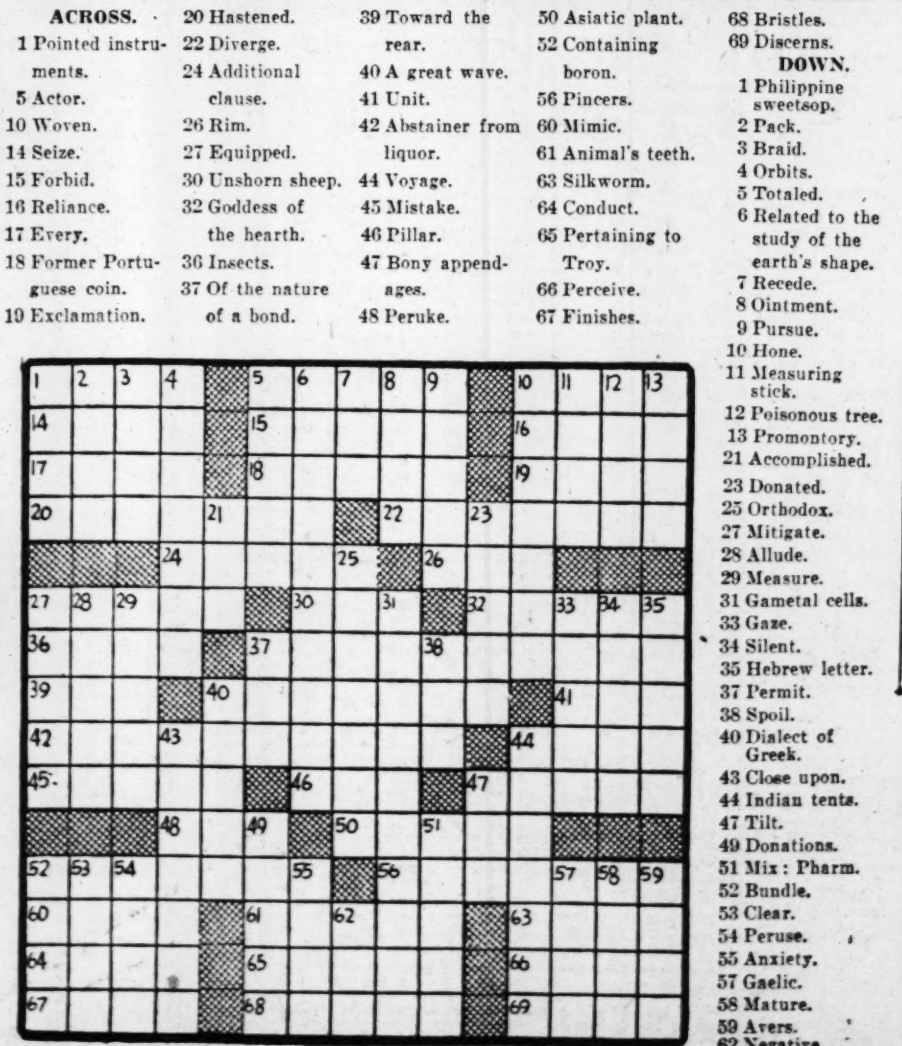 ACROSS.
1 Pointed instru-
ments.
5 Actor.
10 Woven.
14 Seize.
15 Forbid.
16 Reliance.
17 Every.
18 Former Portu-
guese coin.
19 Exclamation.
20 Hastened.
22 Diverge.
24 Additional
clause.
26 Rim.
27 Equipped.
30 Unshorn sheep.
32 Goddess of
the hearth.
36 Insects.
37 Of the nature
of a bond.
39 Toward the
rear.
40 A great wave.
41 Unit.
42 Abstainer from
liquor.
44 Voyage.
45 Mistake.
46 Pillar.
47 Bony append-
ages.
48 Peruke.
50 Asiatic plant.
52 Containing
boron.
56 Pincers.
60 Mimic.
61 Animal's teeth.
63 Silkworm.
64 Conduct.
65 Pertaining to
Troy.
66 Perceive.
67 Finishes.
68 Bristles.
69 Discerns.
DOWN.
1 Philippine
sweetsop.
2 Pack.
3 Braid.
4 Orbits.
5 Totaled.
6 Related to the
study of the
earth's shape.
7 Recede.
8 Ointment.
9 Pursue.
10 Hone.
11 Measuring
stick.
12 Poisonous tree.
13 Promontory.
21 Accomplished.
23 Donated.
25 Orthodox.
27 Mitigate.
28 Allude.
29 Measure.
31 Gametal cells.
33 Gaze.
34 Silent.
35 Hebrew letter.
37 Permit.
38 Spoil.
40 Dialect of
Greek.
43 Close upon.
44 Indian tents.
47 Tilt.
49 Donations.
51 Mix: Pharm.
52 Bundle.
53 Clear.
54 Peruse.
55 Anxiety.
57 Gaelic.
58 Mature.
59 Avers.
62 Negative
1 2 3 4 5 6 7 8 9 10 11 12 13
14 15 16
17 18 19
20 21 22 23
24 25 26
27 28 29 30 31 32 33 34 35
36 37 38
39 40 41
42 43 44
45 46 47
48 49 50 51
52 53 54 55 56 57 58 59
60 61 62 63
64 65 66
67 68 69